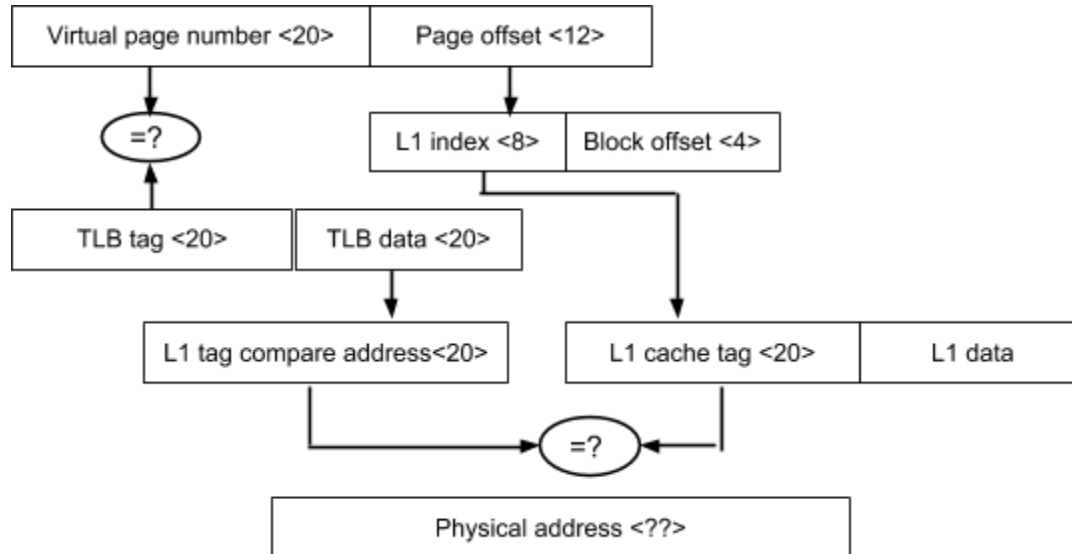 Virtual page number <20>
Page offset <12>
=?
L1 index <8>
Block offset <4>
TLB tag <20>
TLB data <20>
L1 tag compare address<20>
L1 cache tag <20>
L1 data
=?
Physical address <??>